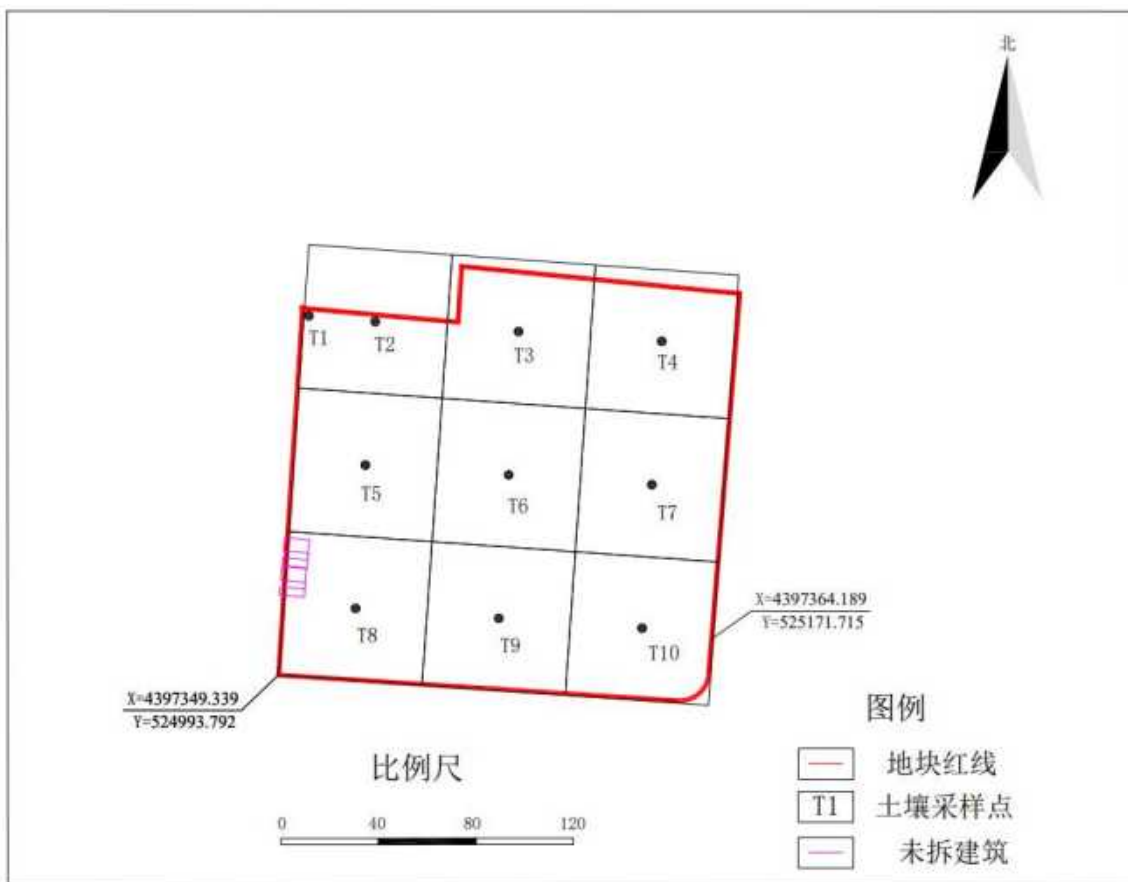 北
T1
T2
T3
T4
T5
T6
T7
X=4397364.189
Y=525171.715
T8
T9
T10
X=4397349.339
Y=524993.792
图例
比例尺
地块红线
0 40 80 120
T1 土壤采样点
未拆建筑